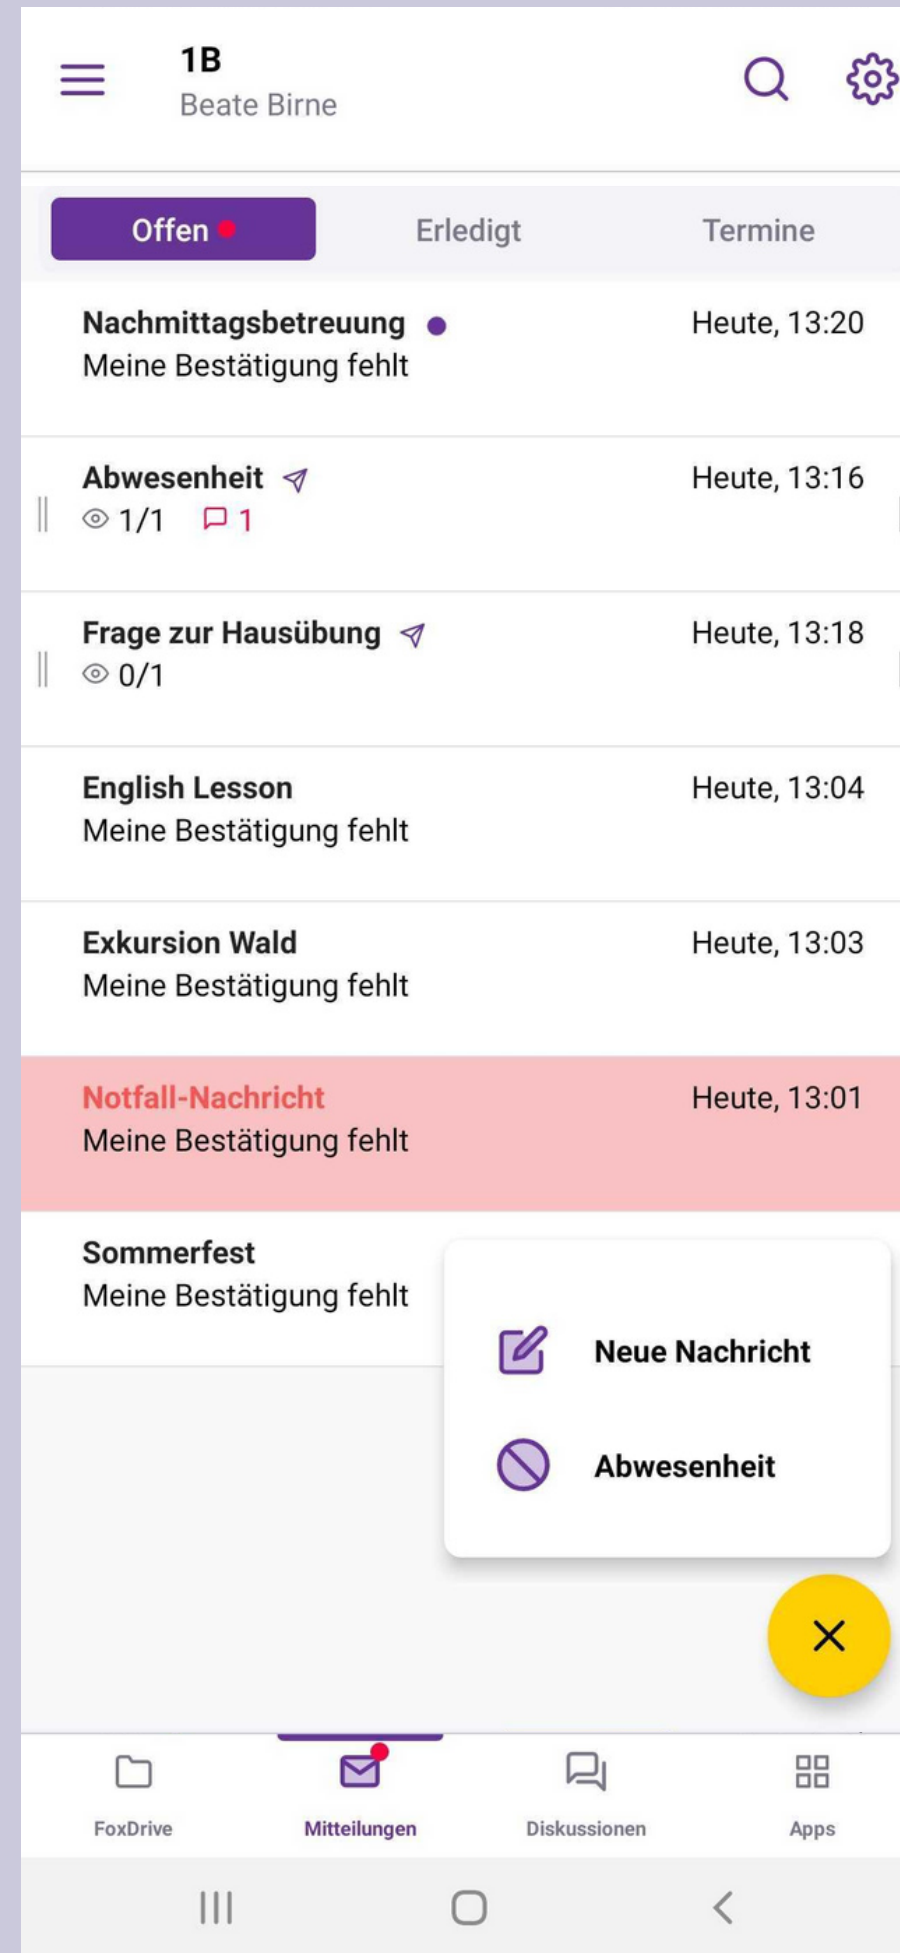 1B
Beate Birne
Offen Erledigt Termine
Nachmittagsbetreuung Heute, 13:20
Meine Bestätigung fehlt
Abwesenheit Heute, 13:16
1/1 1
Frage zur Hausübung Heute, 13:18
0/1
English Lesson Heute, 13:04
Meine Bestätigung fehlt
Exkursion Wald Heute, 13:03
Meine Bestätigung fehlt
Notfall-Nachricht Heute, 13:01
Meine Bestätigung fehlt
Sommerfest
Meine Bestätigung fehlt
Neue Nachricht
Abwesenheit
FoxDrive Mitteilungen Diskussionen Apps